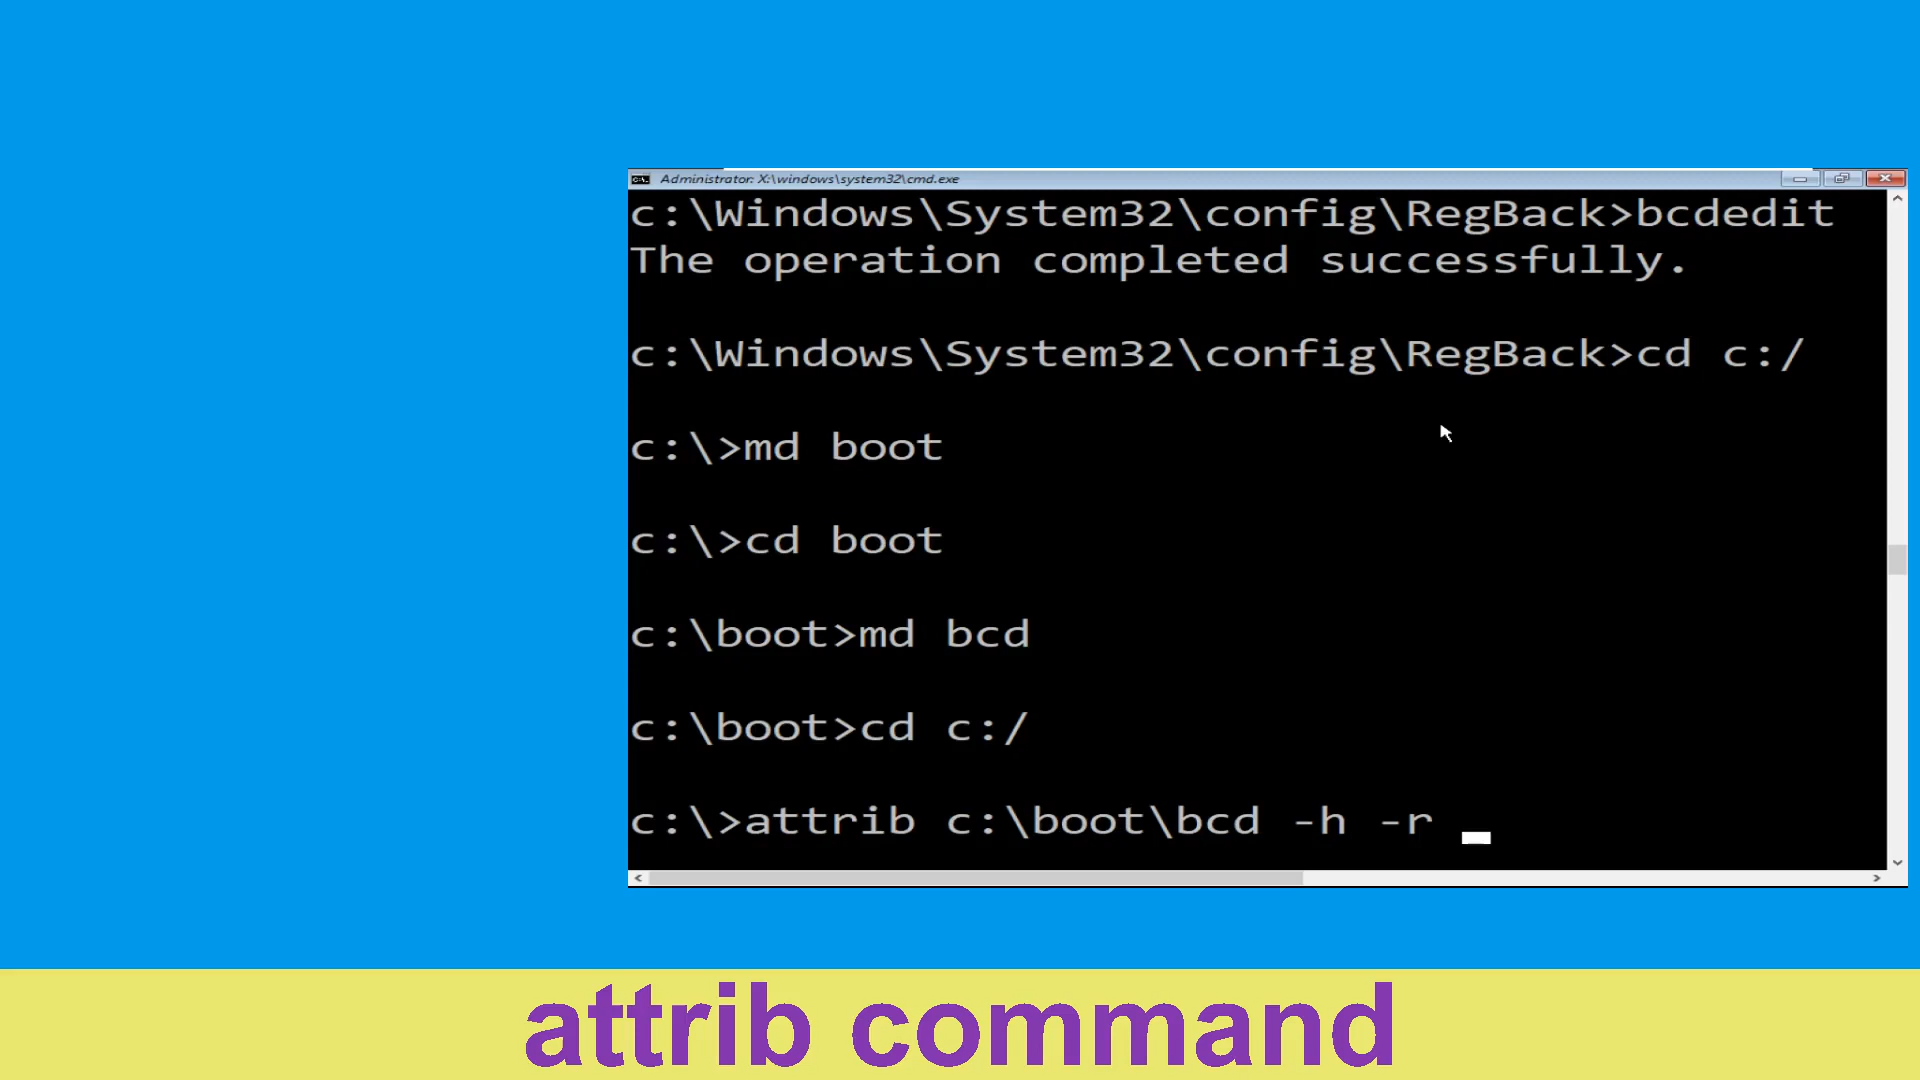 Administrator: X:\windows\system32\cmd.exe
c:\Windows\System32\config\RegBack>bcdedit
The operation completed successfully.
c:\Windows\System32\config\RegBack>cd c:/
c:\>md boot
c:\>cd boot
c:\boot>md bcd
c:\boot>cd c:/
c:\>attrib c:\boot\bcd -h -r
attrib command